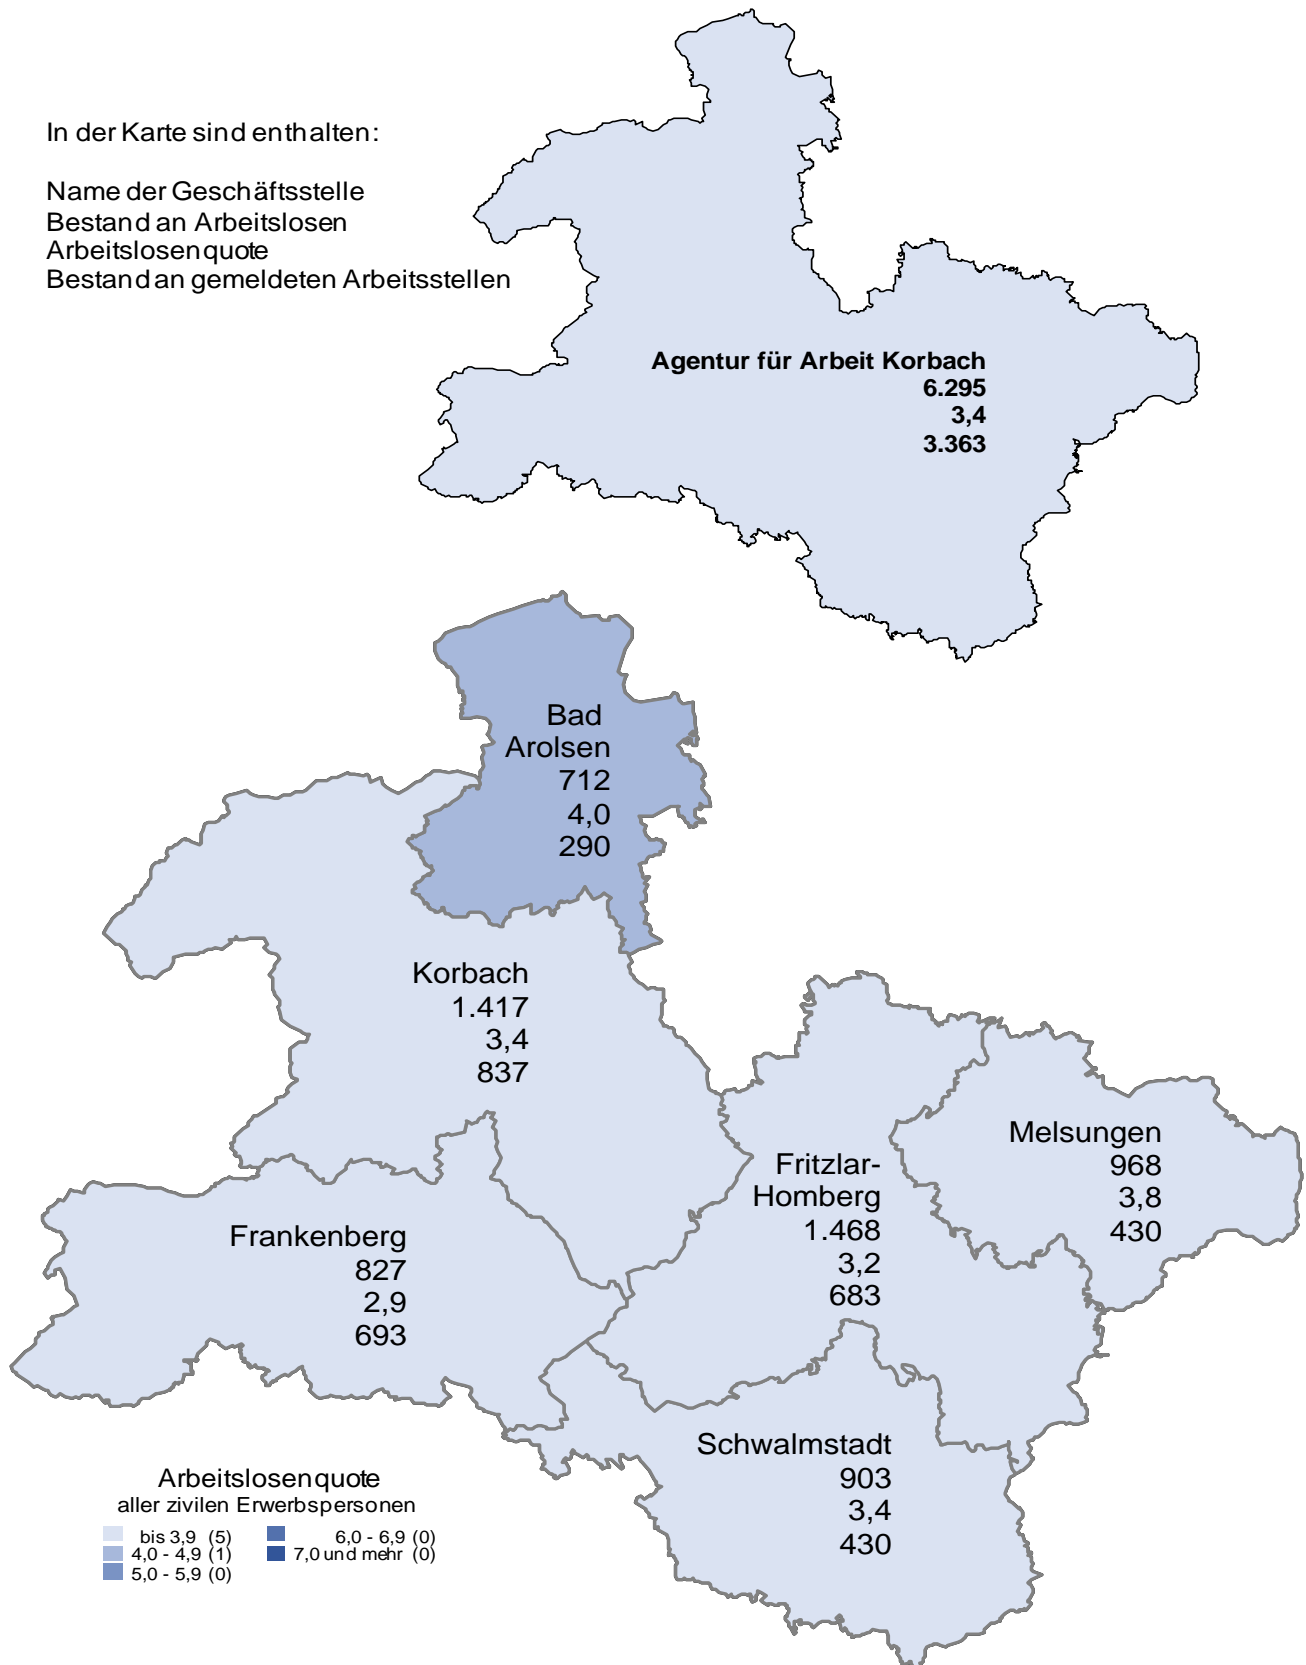 In der Karte sind enthalten:
Name der Geschäftsstelle
Bestand an Arbeitslosen
Arbeitslosenquote
Bestand an gemeldeten Arbeitsstellen
Agentur für Arbeit Korbach
6.295
3,4
3.363
Bad
Arolsen
712
4,0
290
Korbach
1.417
3,4
837
Melsungen
968
3,8
430
Fritzlar-
Homberg
1.468
3,2
683
Frankenberg
827
2,9
693
Schwalmstadt
903
3,4
430
Arbeitslosenquote
aller zivilen Erwerbspersonen
bis 3,9 (5)
4,0 - 4,9 (1)
5,0 - 5,9 (0)
6,0 - 6,9 (0)
7,0 und mehr (0)